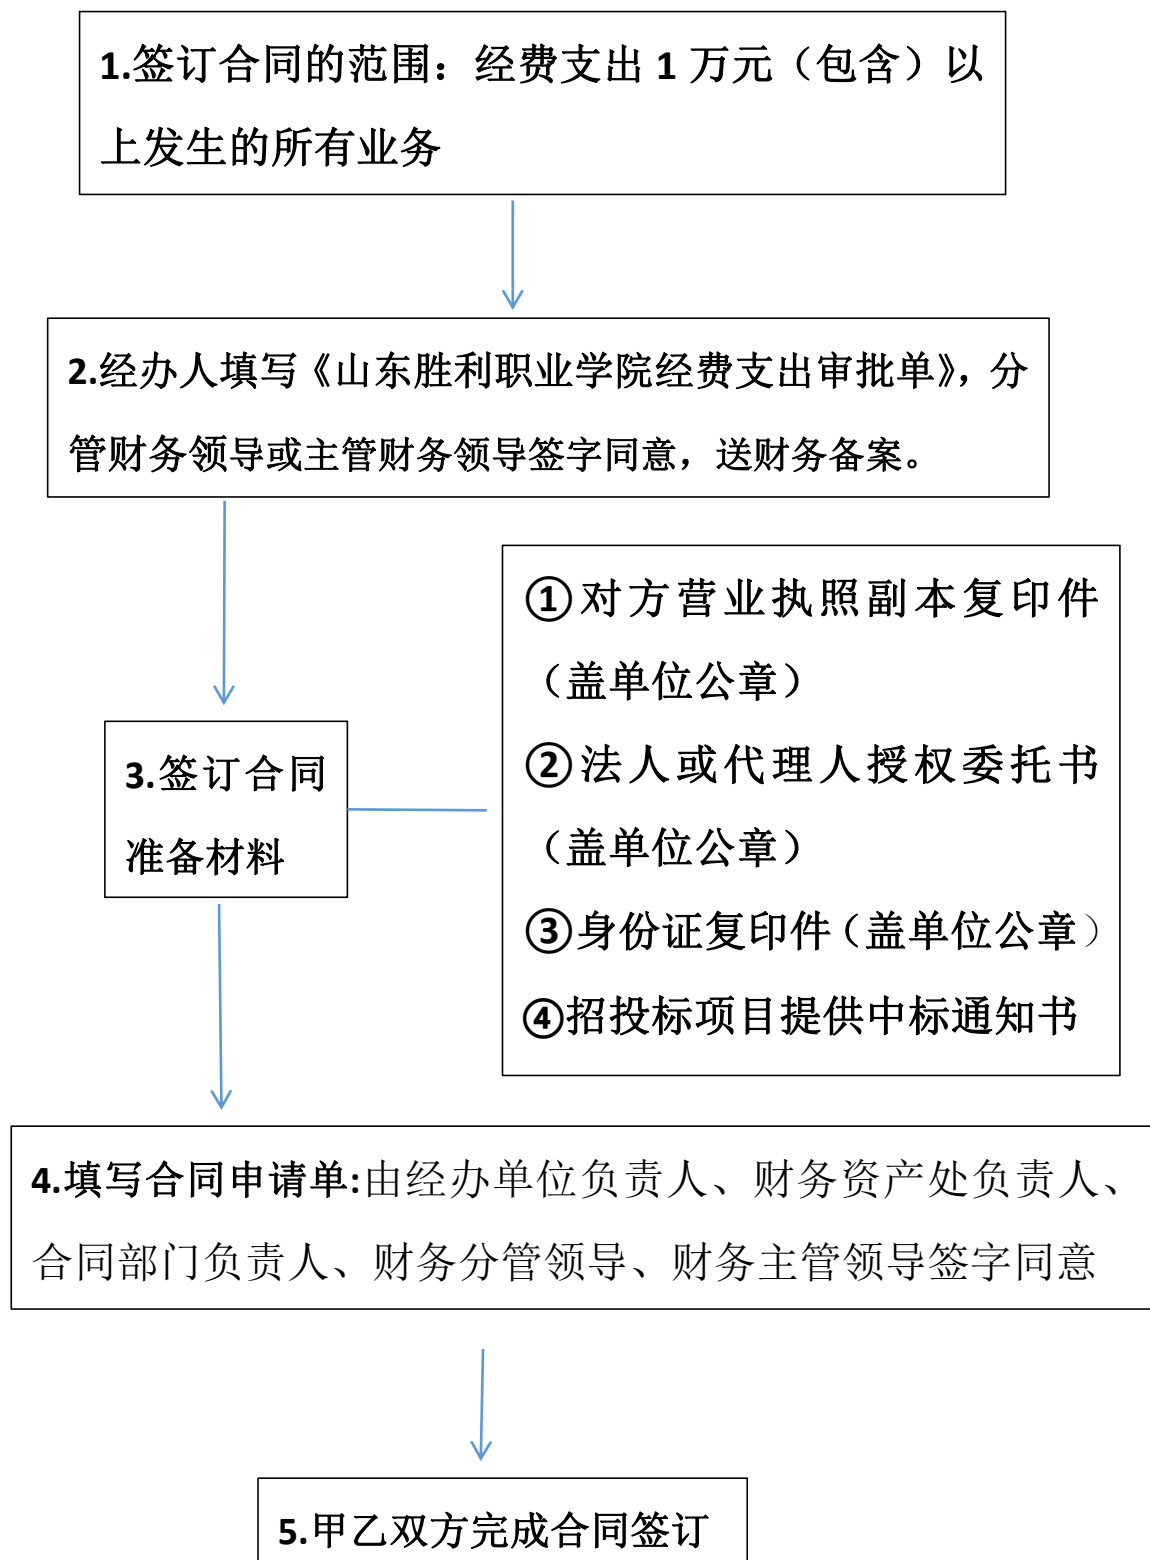 1.签订合同的范围：经费支出 1 万元（包含）以
上发生的所有业务
2.经办人填写《山东胜利职业学院经费支出审批单》，分
管财务领导或主管财务领导签字同意，送财务备案。
①对方营业执照副本复印件
（盖单位公章）
②法人或代理人授权委托书
（盖单位公章）
③身份证复印件（盖单位公章）
④招投标项目提供中标通知书
3.签订合同
准备材料
4.填写合同申请单:由经办单位负责人、财务资产处负责人、
合同部门负责人、财务分管领导、财务主管领导签字同意
5.甲乙双方完成合同签订